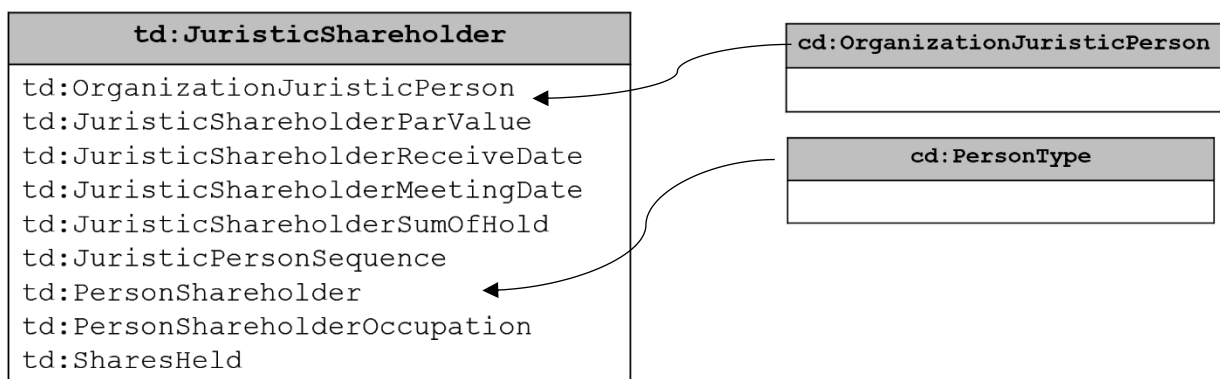 td:JuristicShareholder
td:OrganizationJuristicPerson
td:JuristicShareholderParValue
td:JuristicShareholderReceiveDate
td:JuristicShareholderMeetingDate
td:JuristicShareholderSumOfHold
td:JuristicPersonSequence
td:PersonShareholder
td:PersonShareholderOccupation
td:SharesHeld
cd:OrganizationJuristicPerson
cd:PersonType